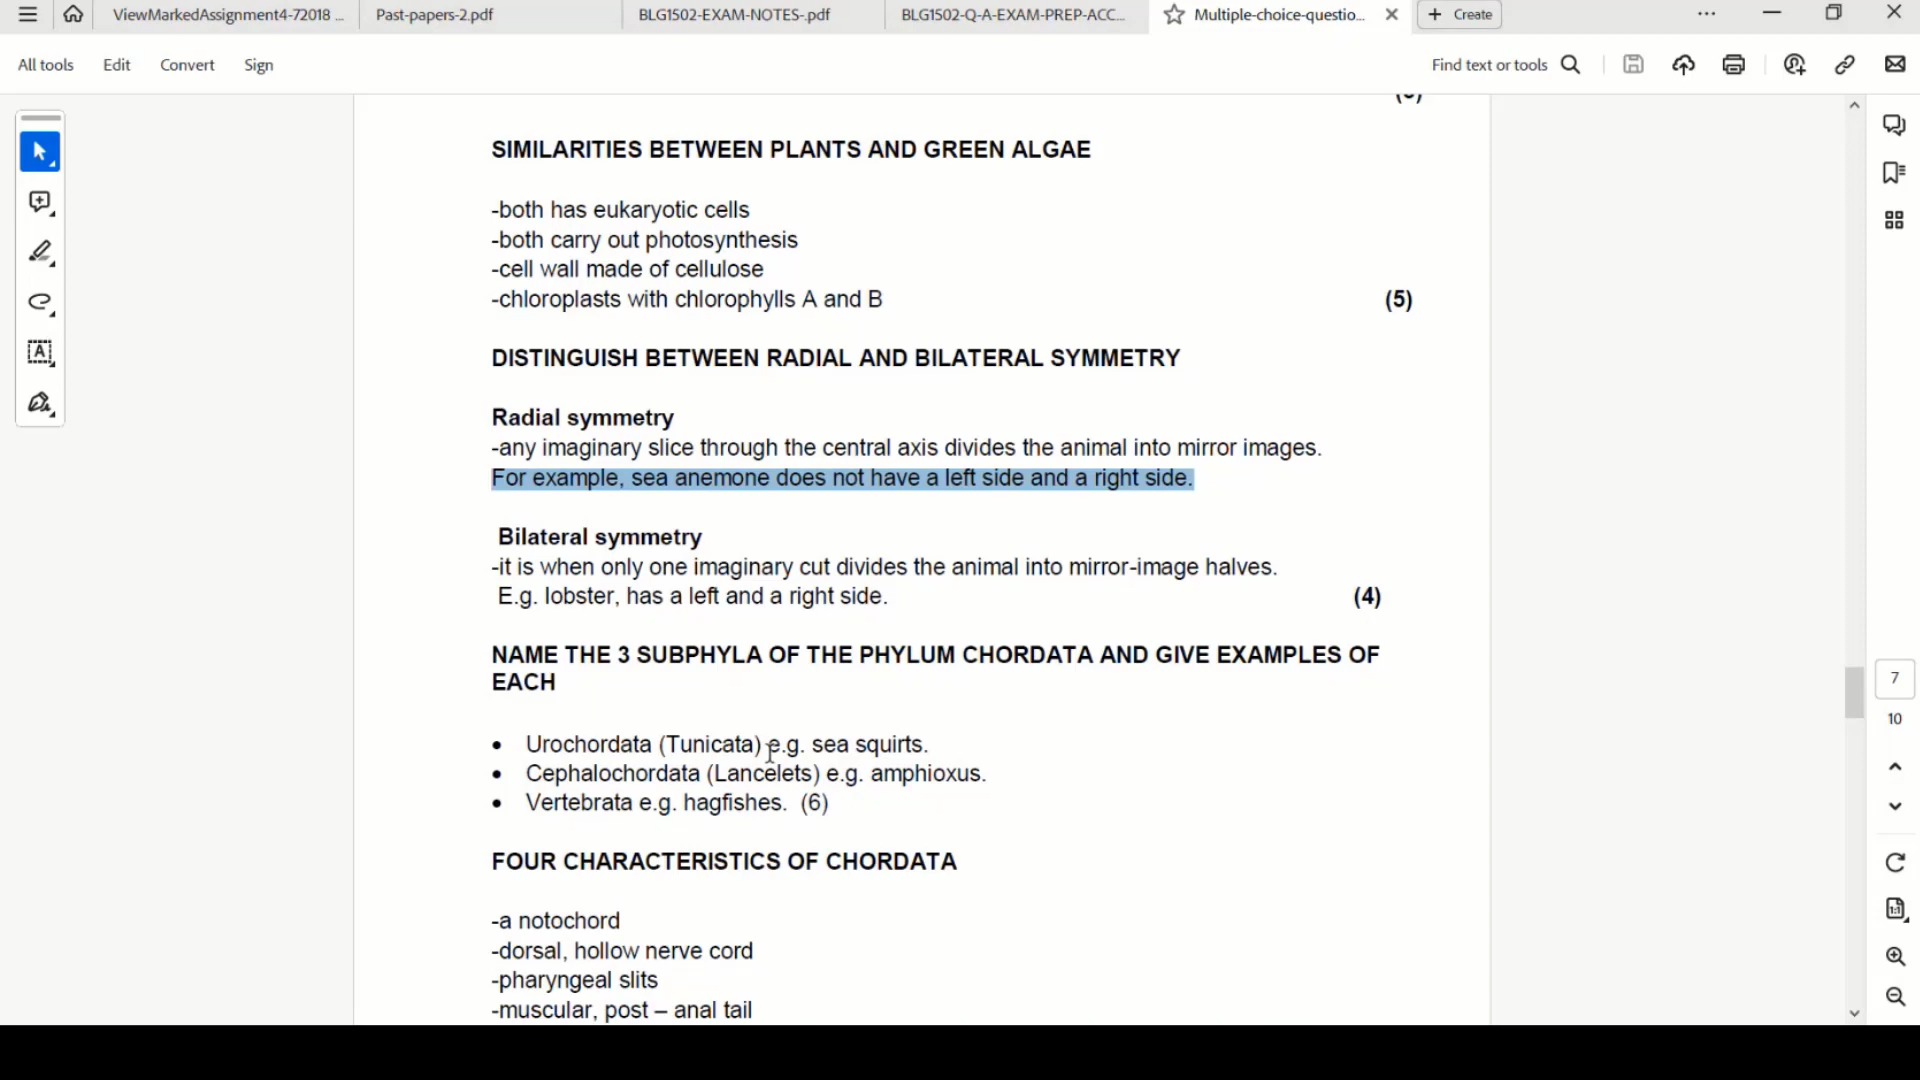 ViewMarkedAssignment4-72018 ...
Past-papers-2.pdf
BLG1502-EXAM-NOTES-.pdf
BLG1502-Q-A-EXAM-PREP-ACC...
Multiple-choice-questio...
Create
All tools
Edit
Convert
Sign
Find text or tools
SIMILARITIES BETWEEN PLANTS AND GREEN ALGAE
-both has eukaryotic cells
-both carry out photosynthesis
-cell wall made of cellulose
-chloroplasts with chlorophylls A and B (5)
DISTINGUISH BETWEEN RADIAL AND BILATERAL SYMMETRY
Radial symmetry
-any imaginary slice through the central axis divides the animal into mirror images.
For example, sea anemone does not have a left side and a right side.
Bilateral symmetry
-it is when only one imaginary cut divides the animal into mirror-image halves.
E.g. lobster, has a left and a right side. (4)
NAME THE 3 SUBPHYLA OF THE PHYLUM CHORDATA AND GIVE EXAMPLES OF
EACH
• Urochordata (Tunicata) e.g. sea squirts.
• Cephalochordata (Lancelets) e.g. amphioxus.
• Vertebrata e.g. hagfishes. (6)
FOUR CHARACTERISTICS OF CHORDATA
-a notochord
-dorsal, hollow nerve cord
-pharyngeal slits
-muscular, post – anal tail
7
10